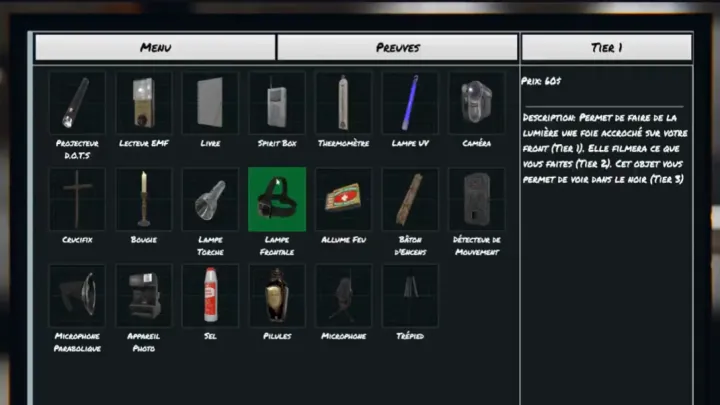 Menu
Preuves
Tier 1
Projecteur
D.O.T.S
Lecteur EMF
Livre
Spirit Box
Thermomètre
Lampe UV
Caméra
Crucifix
Bougie
Lampe
Torche
Lampe
Frontale
Allume Feu
Bâton
d'Encens
Détecteur de
Mouvement
Microphone
Parabolique
Appareil
Photo
Sel
Pilules
Microphone
Trépied
Prix: 60$
Description: Permet de faire de la
lumière une foie accroché sur votre
front (Tier 1). Elle filmera ce que
vous faites (Tier 2). Cet objet vous
permet de voir dans le noir (Tier 3)